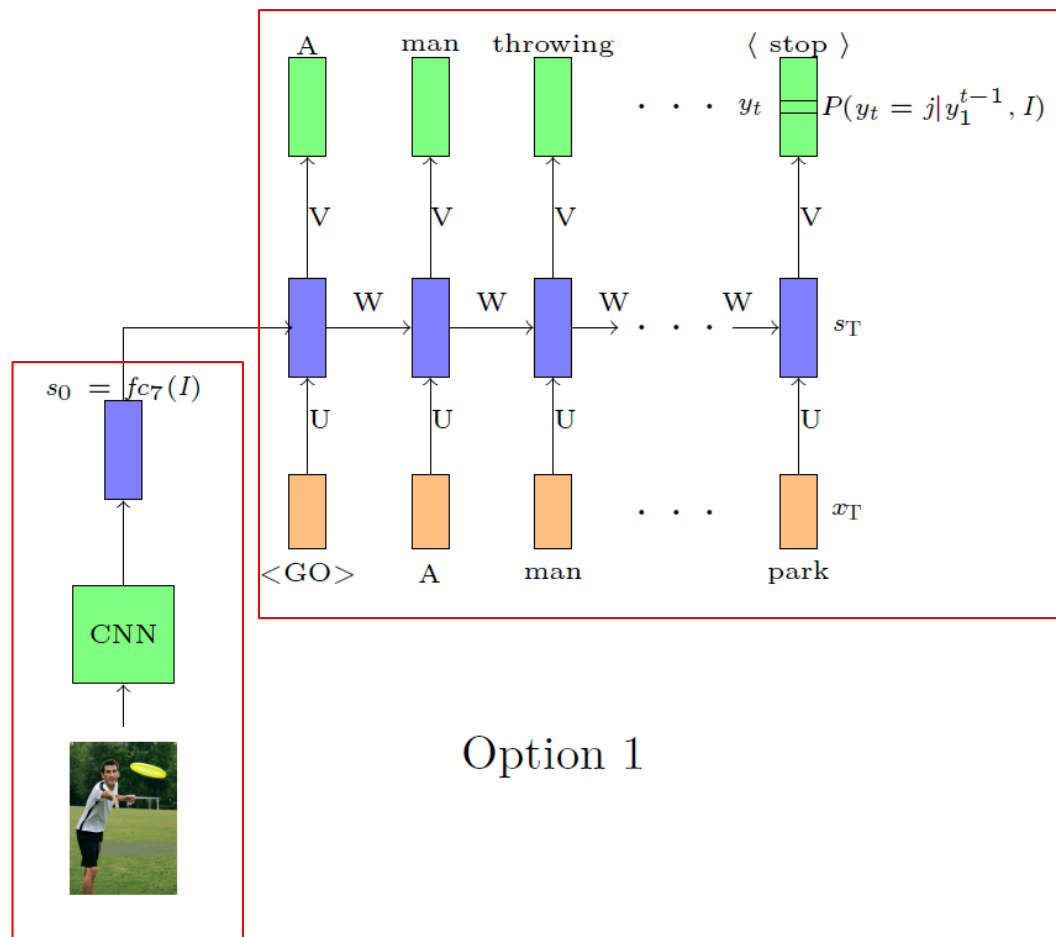 A man throwing ⟨ stop ⟩
. . . y_t P(y_t = j|y_1^{t-1}, I)
V V V V
W W W W
. . . s_T
s_0 = fc_7(I)
U U U U
. . . x_T
<GO> A man park
CNN
Option 1